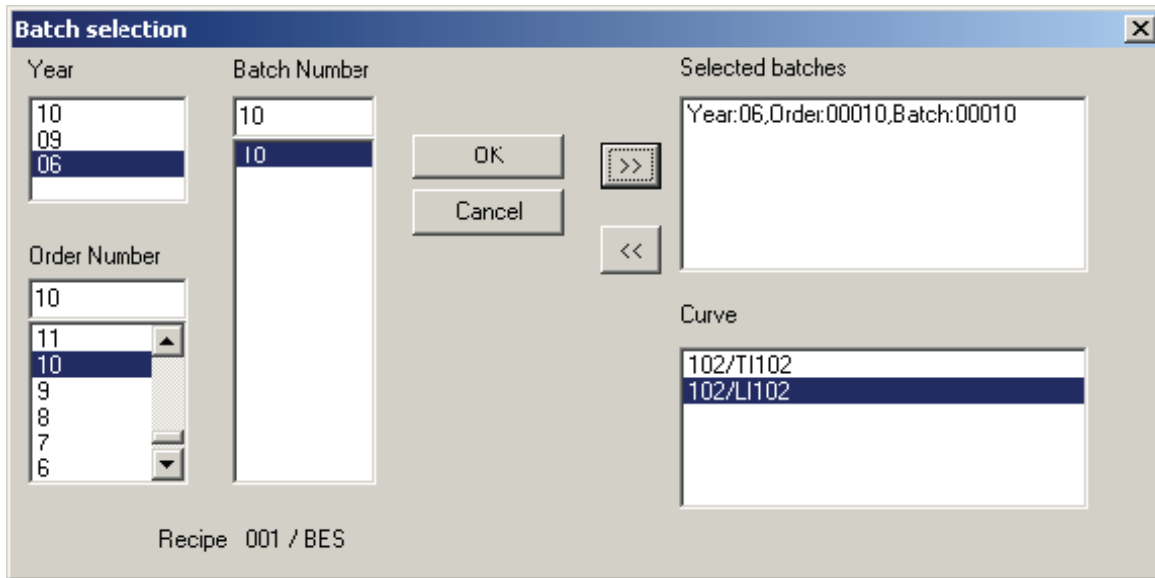 Batch selection
Year
10
09
06
Batch Number
10
10
OK
Cancel
>>
<<
Selected batches
Year:06,Order:00010,Batch:00010
Order Number
10
11
10
9
8
7
6
Curve
102/TI102
102/LI102
Recipe 001 / BES